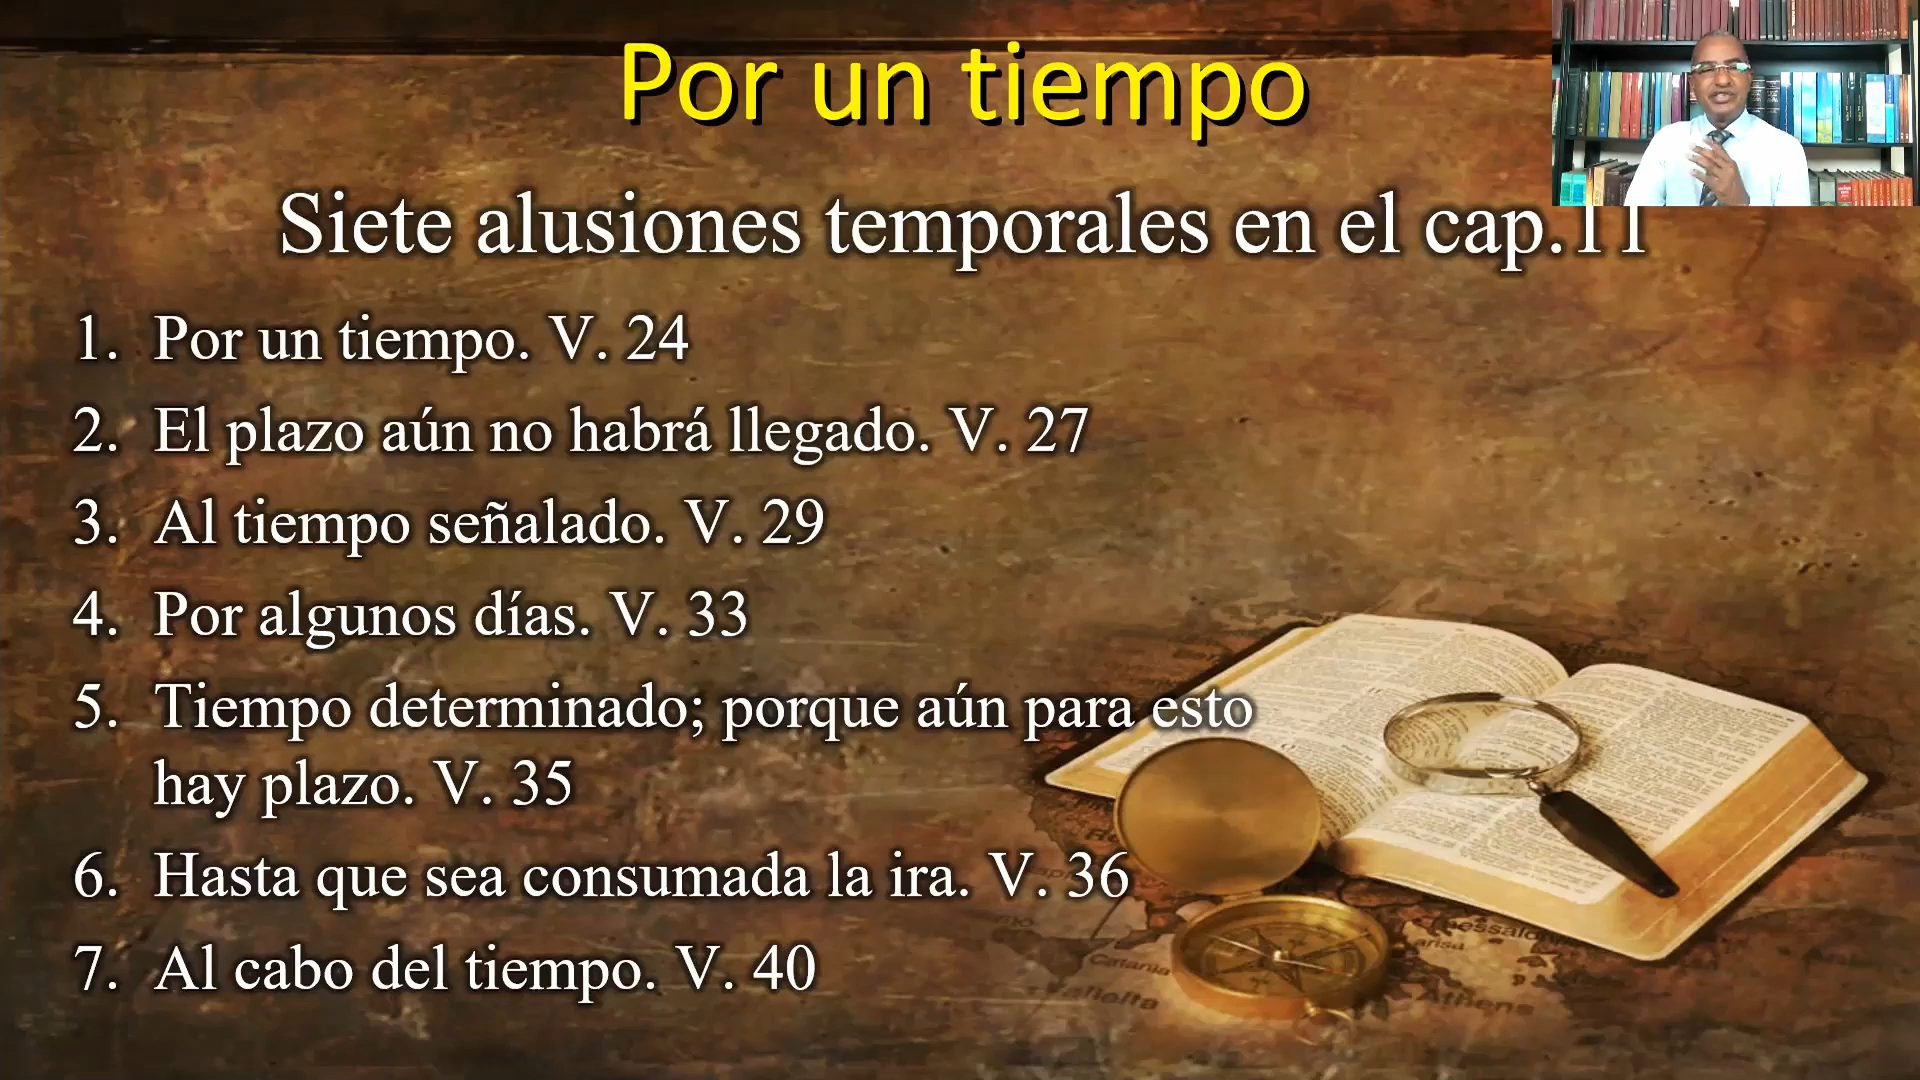 Por un tiempo
Siete alusiones temporales en el cap.11
1. Por un tiempo. V. 24
2. El plazo aún no habrá llegado. V. 27
3. Al tiempo señalado. V. 29
4. Por algunos días. V. 33
5. Tiempo determinado; porque aún para esto
hay plazo. V. 35
6. Hasta que sea consumada la ira. V. 36
7. Al cabo del tiempo. V. 40
Catania
Athens